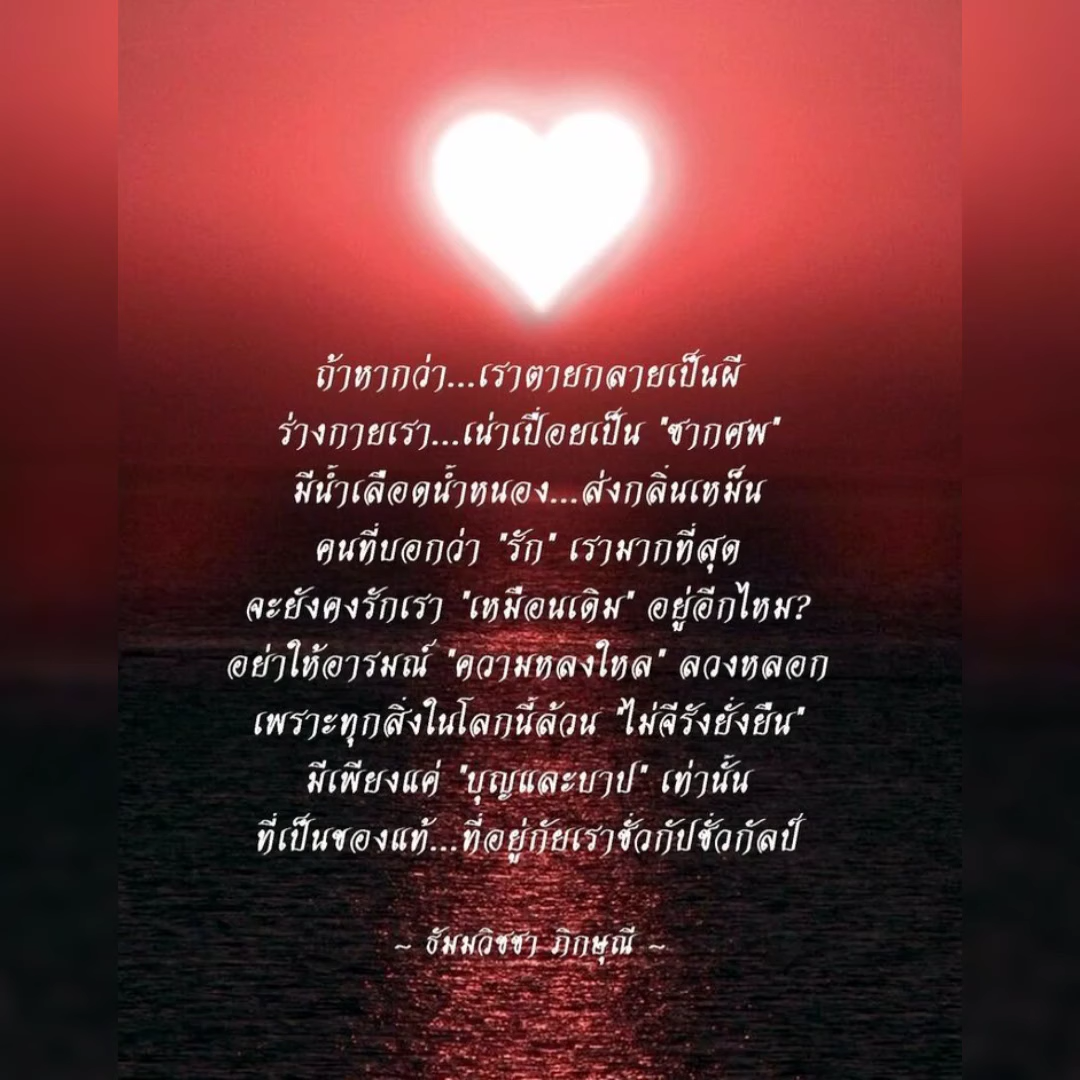 ถ้าหากว่า...เราตายกลายเป็นผี
ร่างกายเรา...เน่าเปื่อยเป็น "ซากศพ"
มีน้ำเลือดน้ำหนอง...ส่งกลิ่นเหม็น
คนที่บอกว่า "รัก" เรามากที่สุด
จะยังคงรักเรา "เหมือนเดิม" อยู่อีกไหม?
อย่าให้อารมณ์ "ความหลงใหล" ลวงหลอก
เพราะทุกสิ่งในโลกนี้ล้วน "ไม่จีรังยั่งยืน"
มีเพียงแค่ "บุญและบาป" เท่านั้น
ที่เป็นของแท้...ที่อยู่กับเราชั่วกัปชั่วกัลป์
~ ธัมมวิชชา ภิกษุณี ~